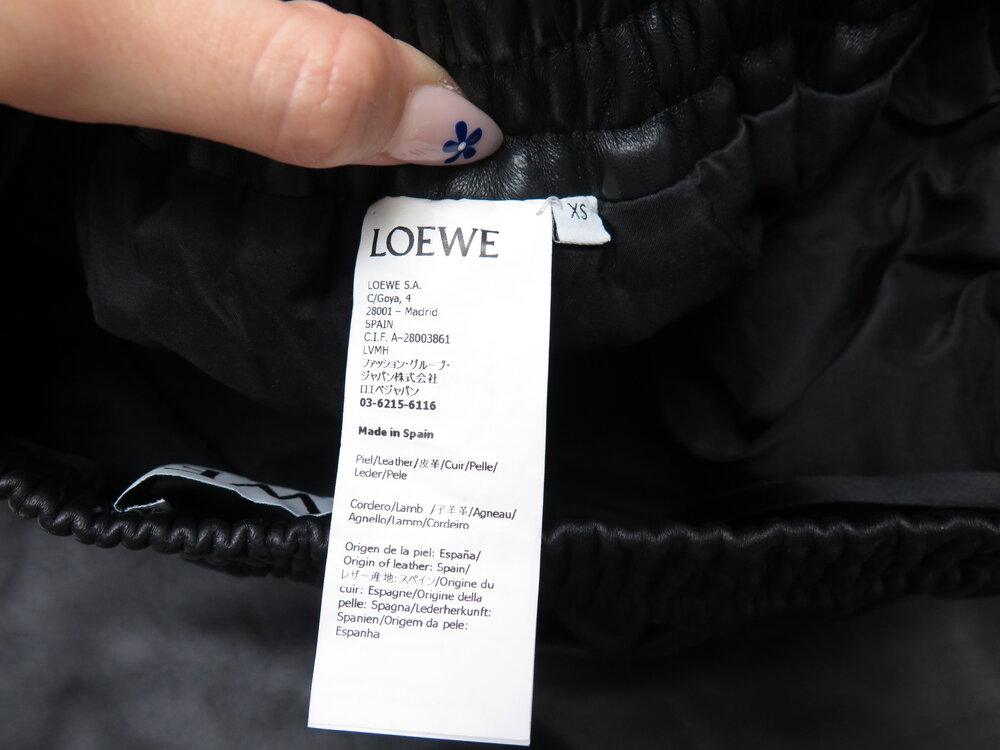 LOEWE
XS
LOEWE S.A.
C/Goya, 4
28001 – Madrid
SPAIN
C.I.F. A-28003861
LVMH
ファッション・グループ・
ジャパン株式会社
ロエベジャパン
03-6215-6116
Made in Spain
Piel/Leather/皮革/Cuir/Pelle/
Leder/Pele
Cordero/Lamb /子羊革/Agneau/
Agnello/Lamm/Cordeiro
Origen de la piel: España/
Origin of leather: Spain/
レザー産地: スペイン/Origine du
cuir: Espagne/Origine della
pelle: Spagna/Lederherkunft:
Spanien/Origem da pele:
Espanha